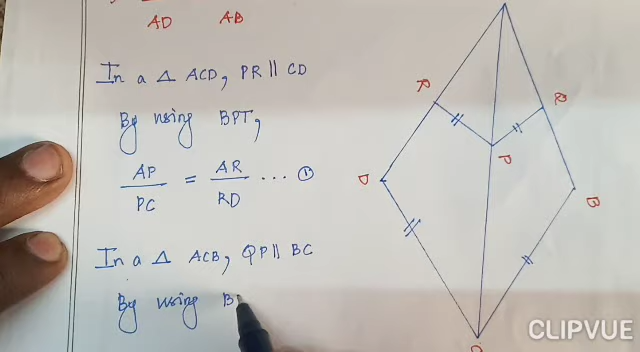 AD AB
In a Δ ACD, PR || CD
By using BPT,
AP/PC = AR/RD ... ①
In a Δ ACB, QP || BC
By using B
R
Q
P
D
B
CLIPVUE